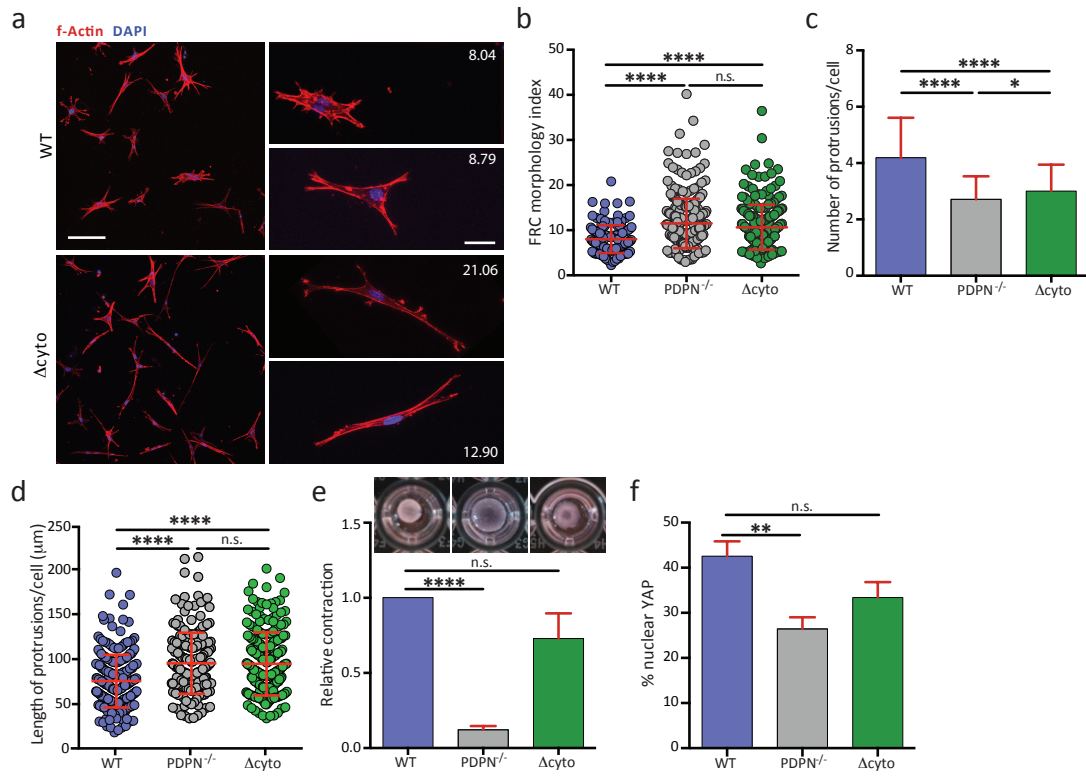 a
f-Actin DAPI
WT
8.04
8.79
Δcyto
21.06
12.90
b
FRC morphology index
50
40
30
20
10
0
****
****
n.s.
WT
PDPN-/-
Δcyto
c
Number of protrusions/cell
8
6
4
2
0
****
****
*
WT
PDPN-/-
Δcyto
d
Length of protrusions/cell (μm)
250
200
150
100
50
0
****
****
n.s.
WT
PDPN-/-
Δcyto
e
Relative contraction
1.5
1.0
0.5
0.0
n.s.
****
WT
PDPN-/-
Δcyto
f
% nuclear YAP
50
40
30
20
10
0
n.s.
**
WT
PDPN-/-
Δcyto